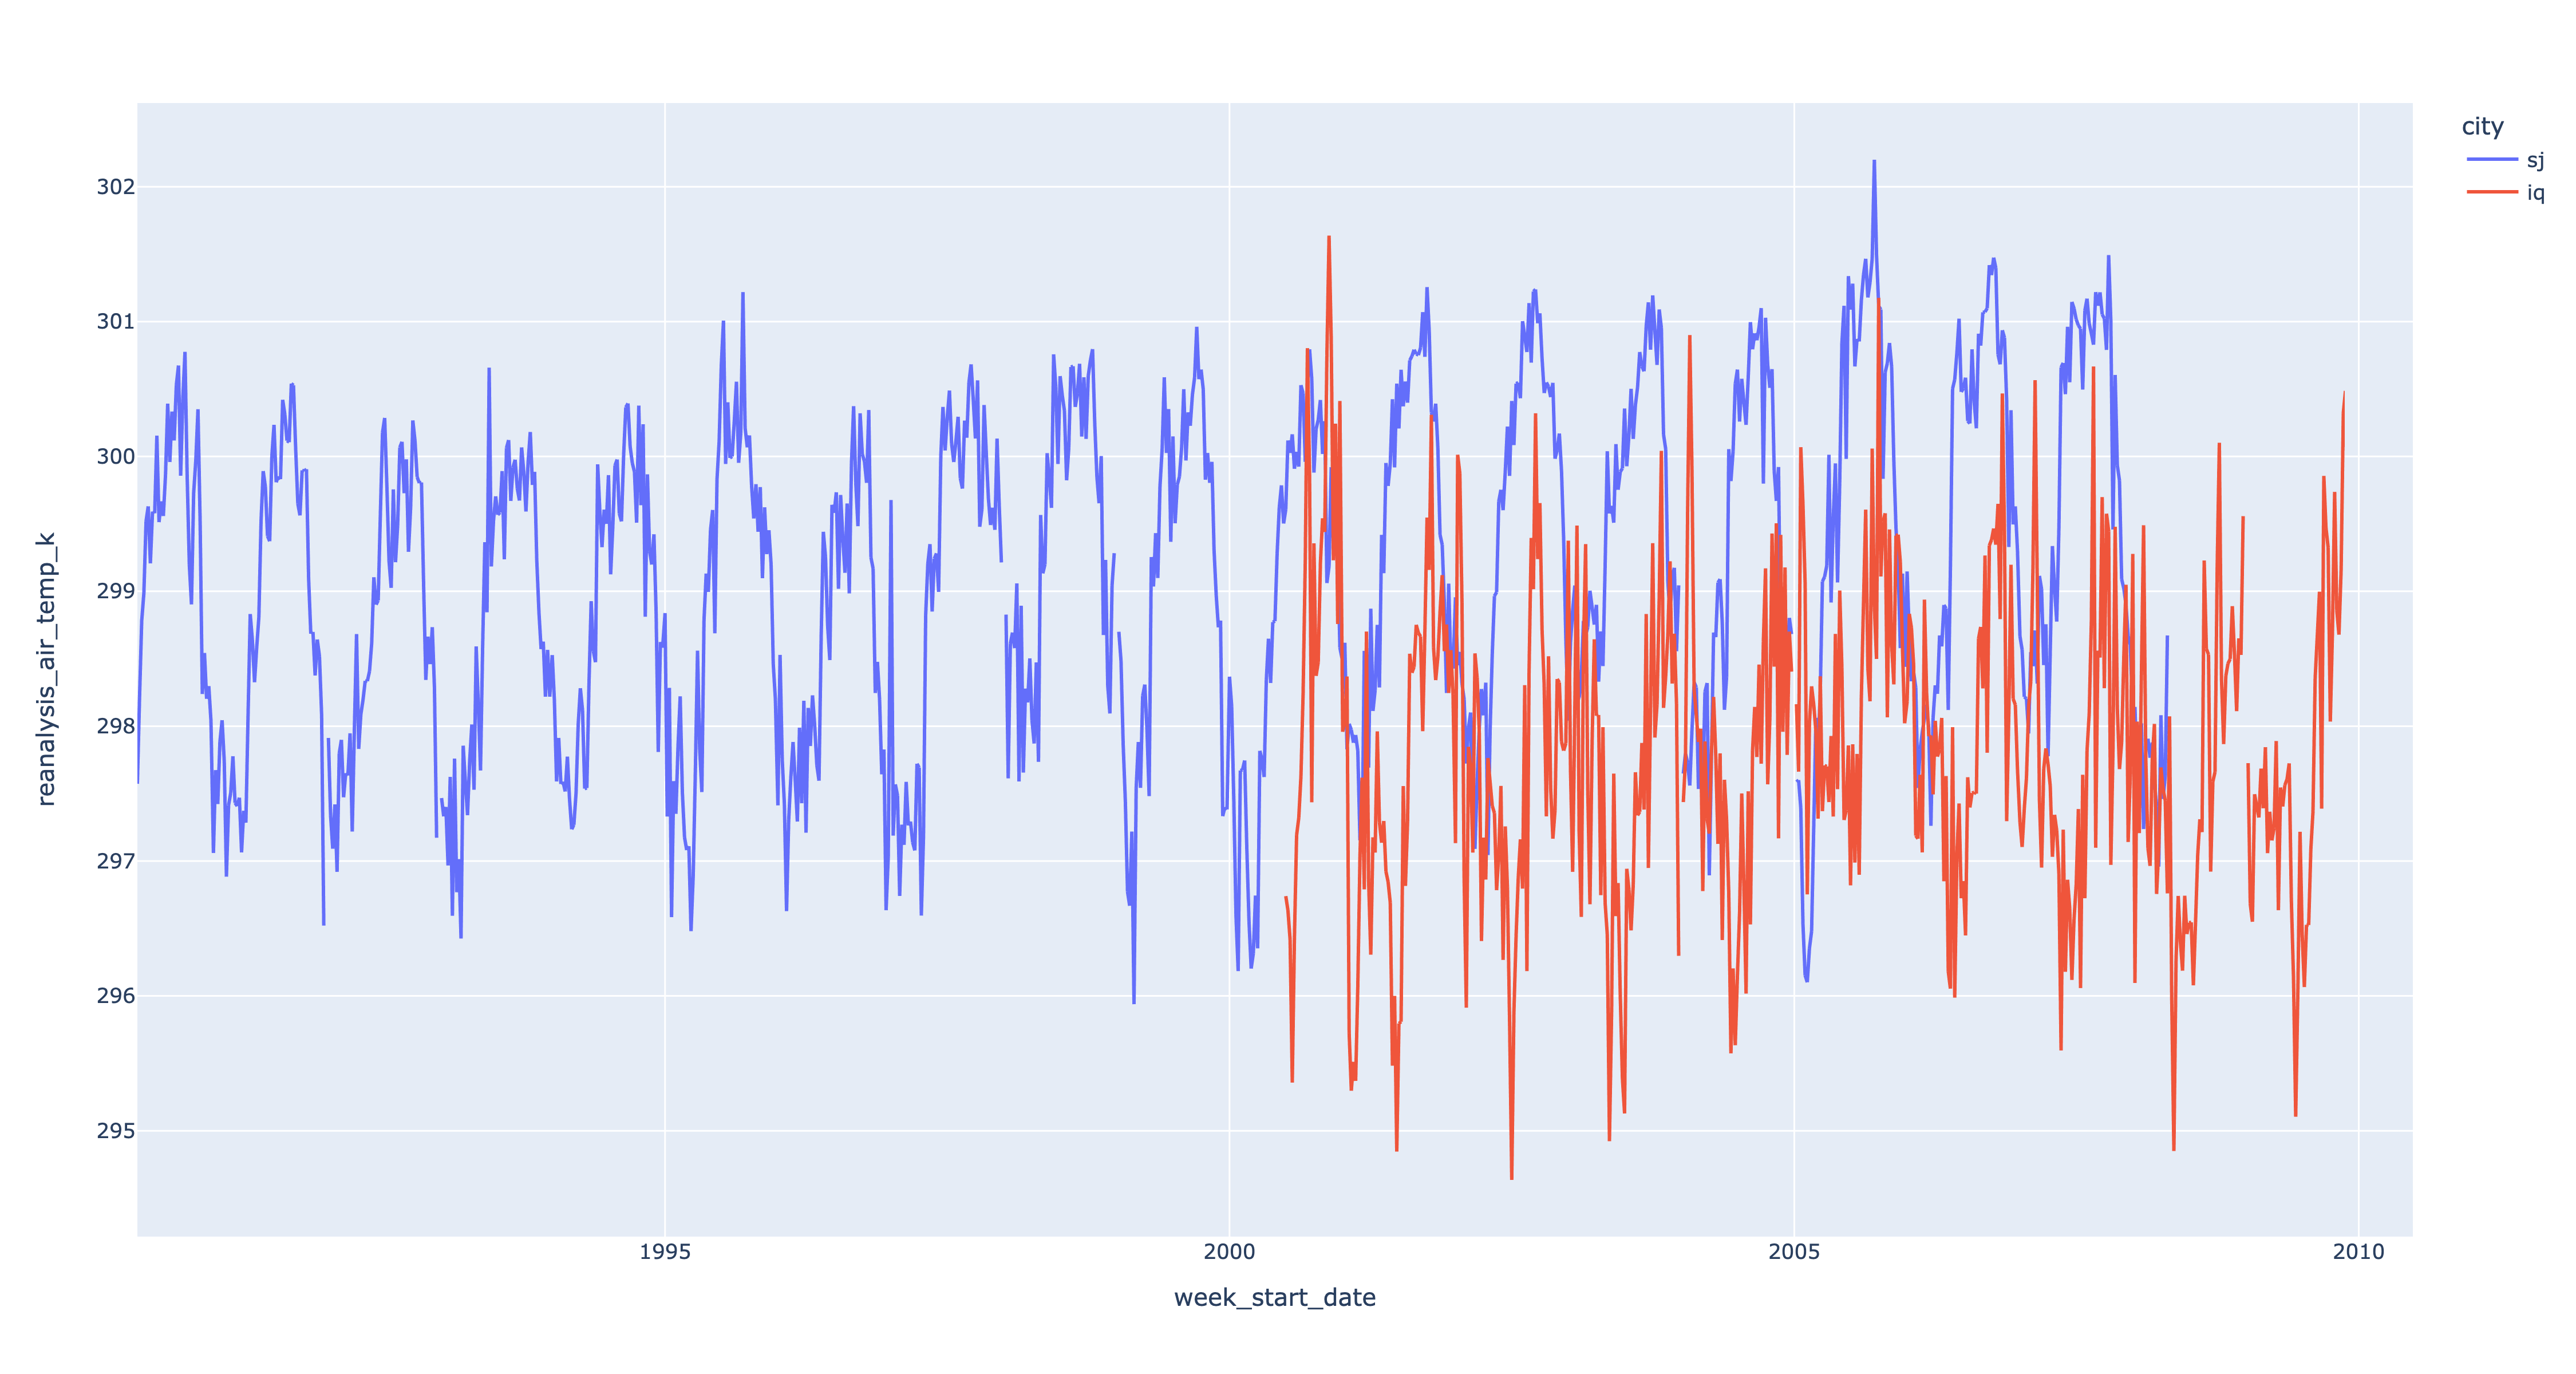 city
sj
iq
302
301
300
299
298
297
296
295
reanalysis_air_temp_k
1995
2000
2005
2010
week_start_date